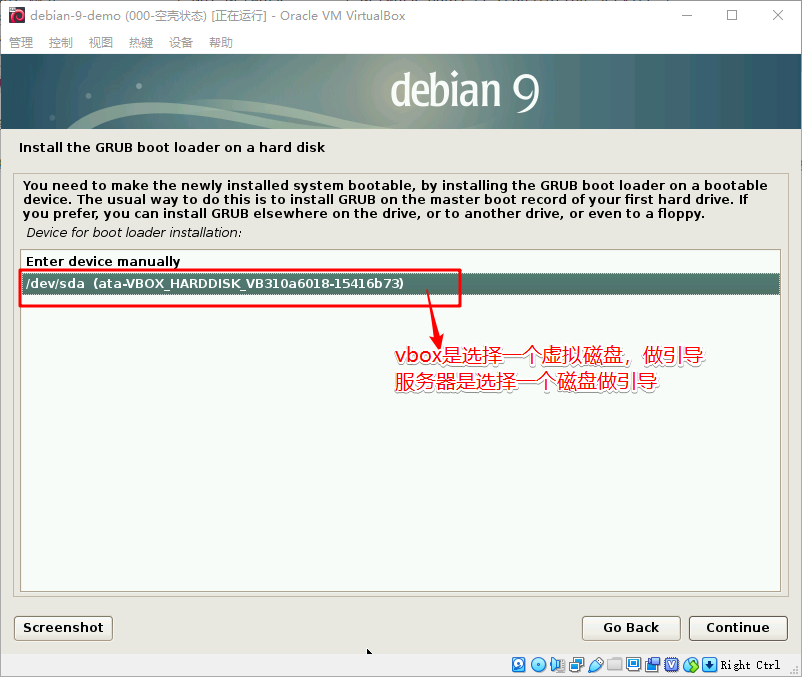 debian-9-demo (000-空壳状态) [正在运行] - Oracle VM VirtualBox
管理 控制 视图 热键 设备 帮助
debian 9
Install the GRUB boot loader on a hard disk
You need to make the newly installed system bootable, by installing the GRUB boot loader on a bootable
device. The usual way to do this is to install GRUB on the master boot record of your first hard drive. If
you prefer, you can install GRUB elsewhere on the drive, or to another drive, or even to a floppy.
Device for boot loader installation:
Enter device manually
/dev/sda (ata-VBOX_HARDDISK_VB310a6018-15416b73)
vbox是选择一个虚拟磁盘，做引导
服务器是选择一个磁盘做引导
Screenshot
Go Back
Continue
Right Ctrl